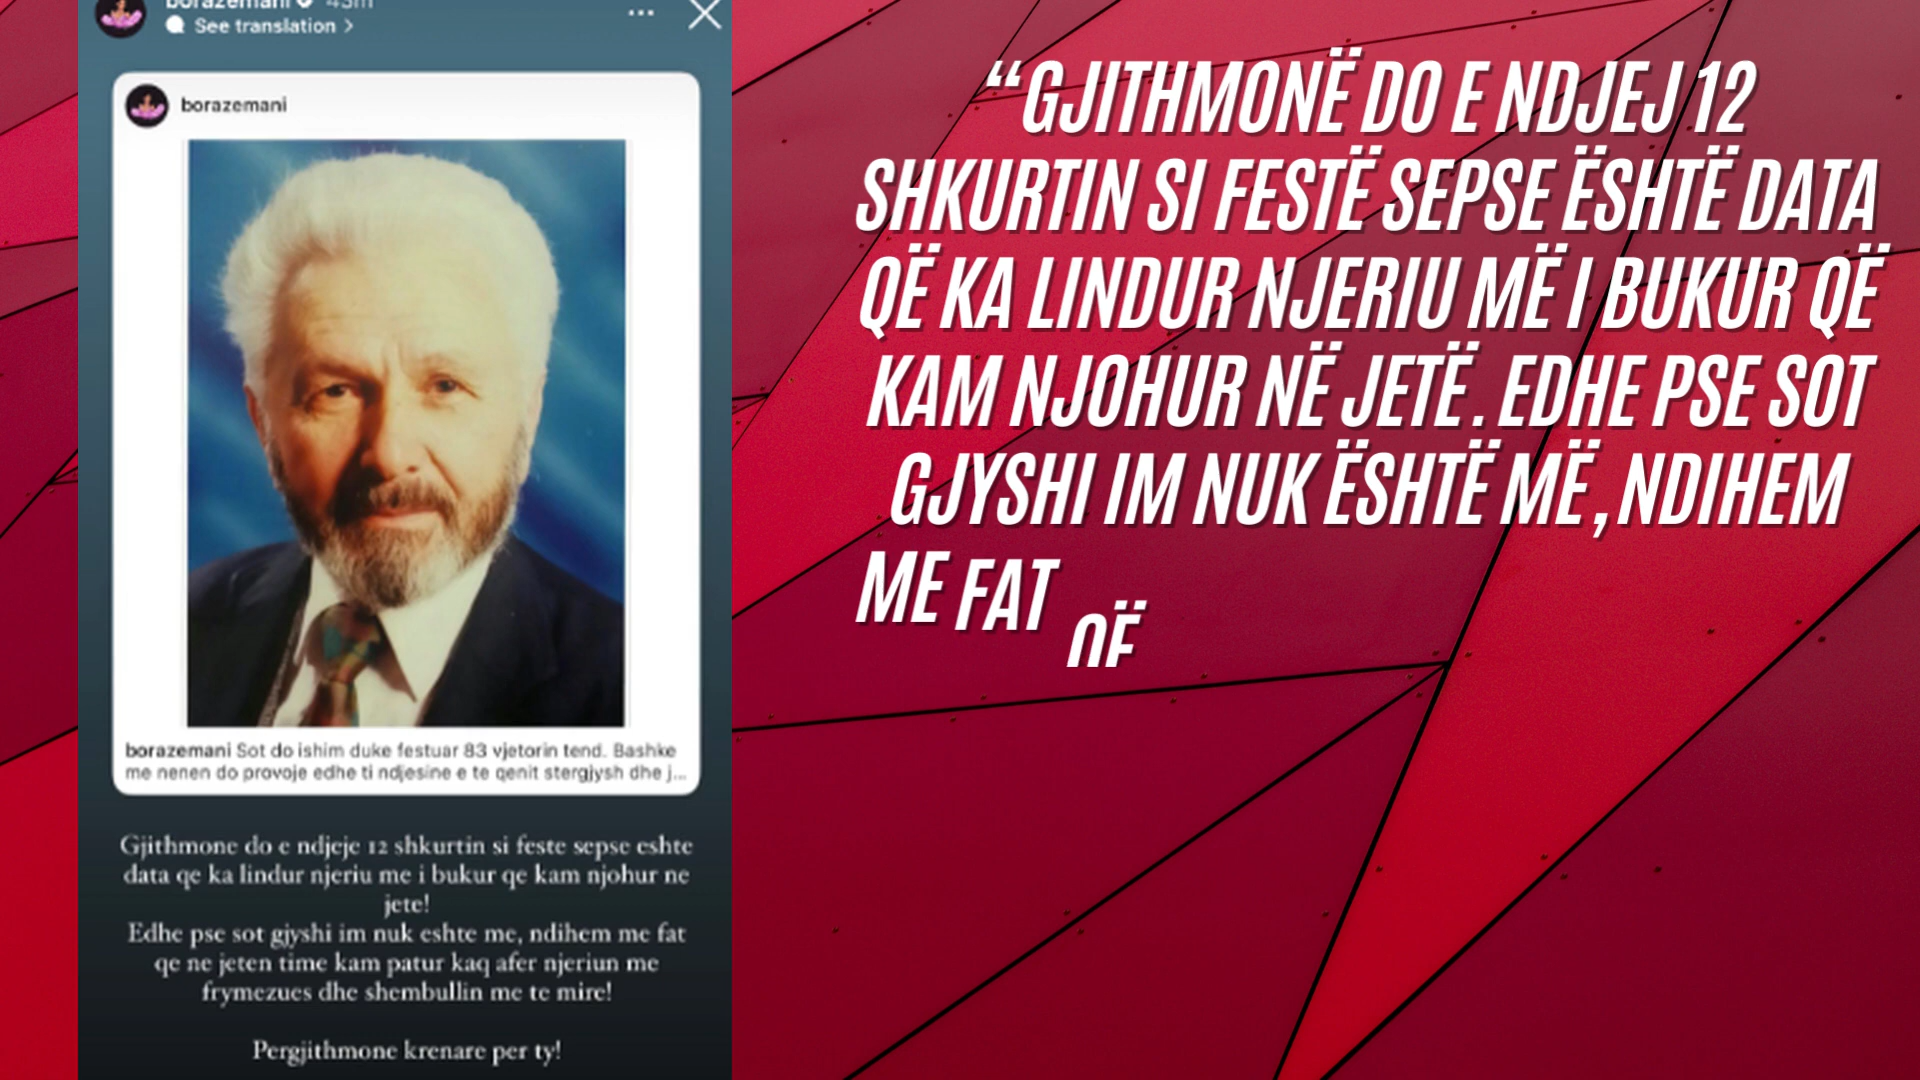 borazemani 43m
See translation >
borazemani
borazemani Sot do ishim duke festuar 83 vjetorin tend. Bashke
me nenen do provoje edhe ti ndjesine e te qenit stergjysh dhe j...
Gjithmone do e ndjeje 12 shkurtin si feste sepse eshte
data qe ka lindur njeriu me i bukur qe kam njohur ne
jete!
Edhe pse sot gjyshi im nuk eshte me, ndihem me fat
qe ne jeten time kam patur kaq afer njeriun me
frymezues dhe shembullin me te mire!
Pergjithmone krenare per ty!
“GJITHMONË DO E NDJEJ 12
SHKURTIN SI FESTË SEPSE ËSHTË DATA
QË KA LINDUR NJERIU MË I BUKUR QË
KAM NJOHUR NË JETË. EDHE PSE SOT
GJYSHI IM NUK ËSHTË MË, NDIHEM
ME FAT QË